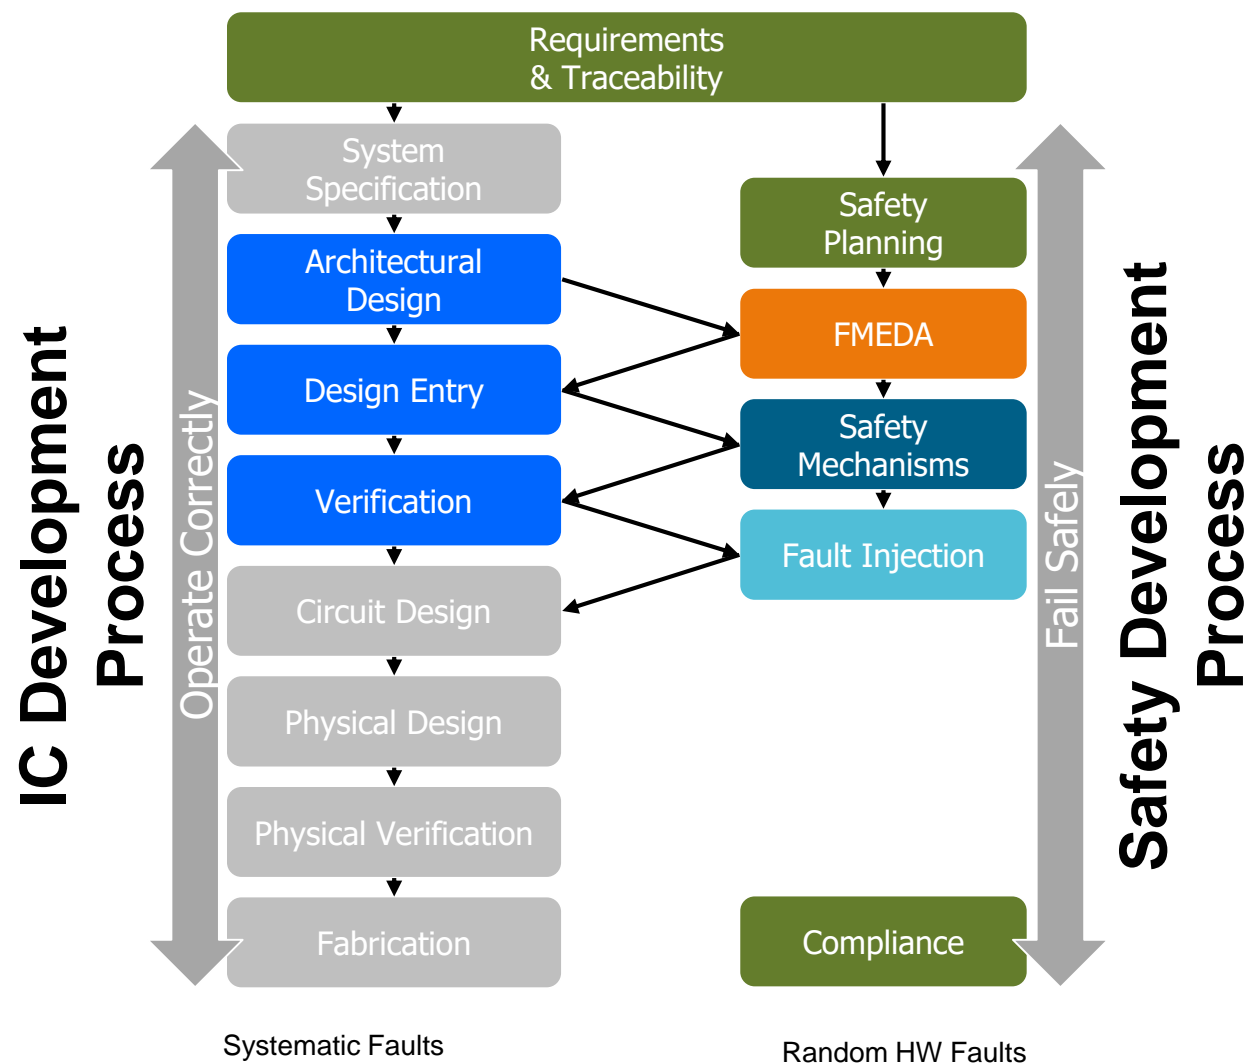 Requirements
& Traceability
IC Development
Process
Operate Correctly
System
Specification
Architectural
Design
Design Entry
Verification
Circuit Design
Physical Design
Physical Verification
Fabrication
Systematic Faults
Safety
Planning
FMEDA
Safety
Mechanisms
Fault Injection
Compliance
Random HW Faults
Fail Safely
Safety Development
Process